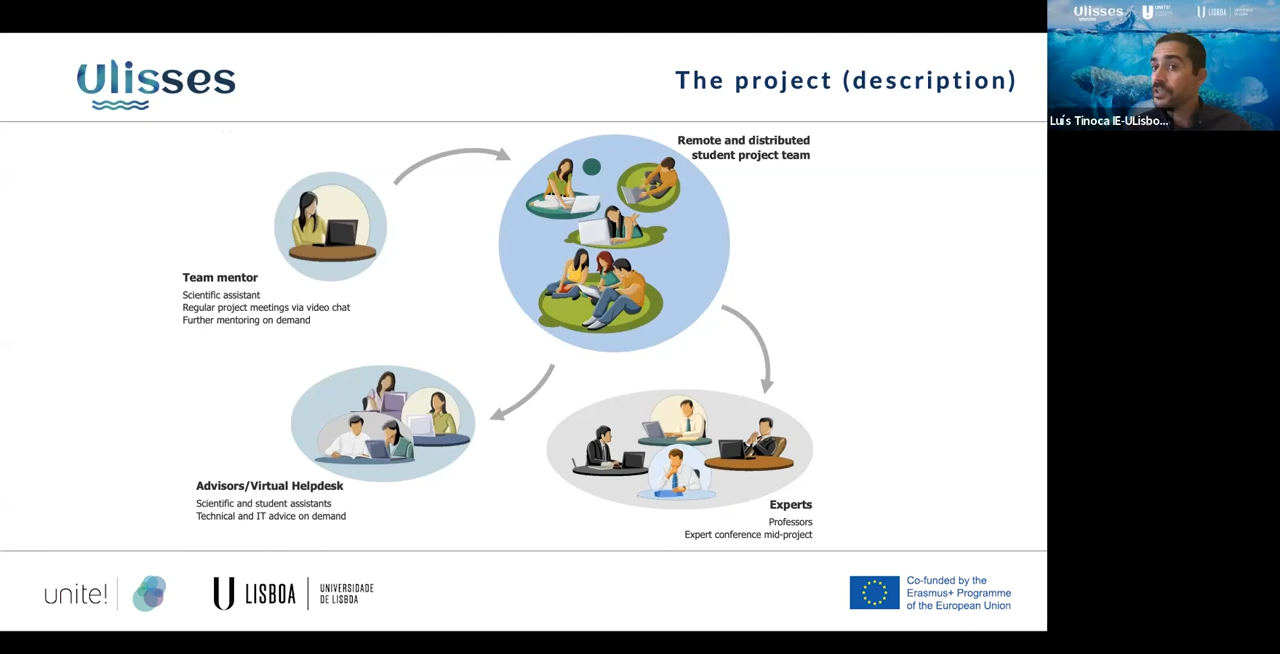 ulisses
The project (description)
Remote and distributed
student project team
Team mentor
Scientific assistant
Regular project meetings via video chat
Further mentoring on demand
Advisors/Virtual Helpdesk
Scientific and student assistants
Technical and IT advice on demand
Experts
Professors
Expert conference mid-project
unite!
U LISBOA
UNIVERSIDADE
DE LISBOA
Co-funded by the
Erasmus+ Programme
of the European Union
Ulisses
UNITE!
U LISBOA
Luís Tinoca IE-ULisbo...